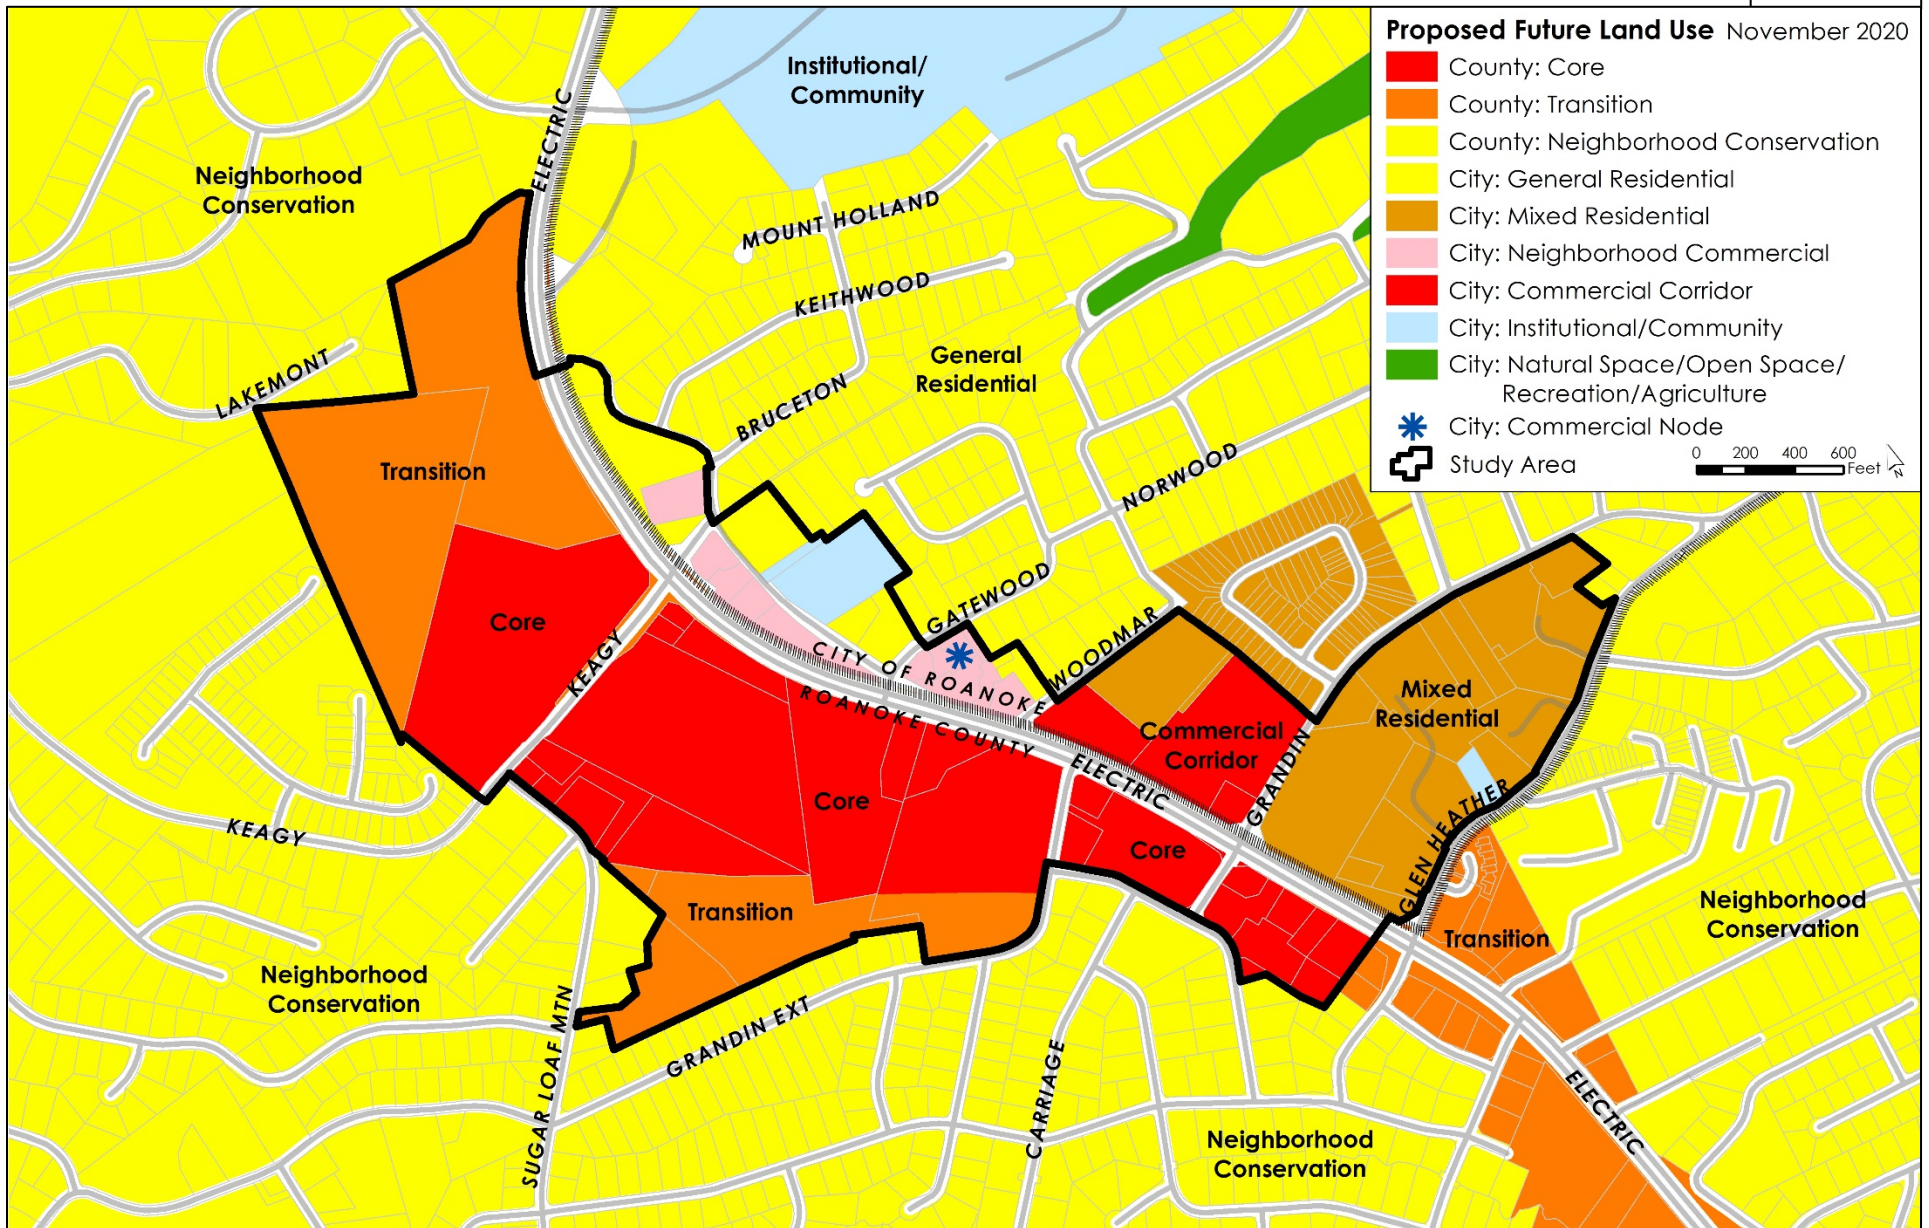 Proposed Future Land Use November 2020
County: Core
County: Transition
County: Neighborhood Conservation
City: General Residential
City: Mixed Residential
City: Neighborhood Commercial
City: Commercial Corridor
City: Institutional/Community
City: Natural Space/Open Space/
Recreation/Agriculture
City: Commercial Node
Study Area
0 200 400 600
Feet
N
Institutional/
Community
ELECTRIC
Neighborhood
Conservation
MOUNT HOLLAND
KEITHWOOD
General
Residential
LAKEMONT
BRUCETON
Transition
NORWOOD
GATEWOOD
Core
KEAGY
WOODMAR
CITY OF ROANOKE
ROANOKE COUNTY
Mixed
Residential
Commercial
Corridor
ELECTRIC
GRANDIN
Core
KEAGY
Core
GLEN HEATHER
Transition
Transition
Neighborhood
Conservation
Neighborhood
Conservation
GRANDIN EXT
SUGAR LOAF MTN
CARRIAGE
ELECTRIC
Neighborhood
Conservation